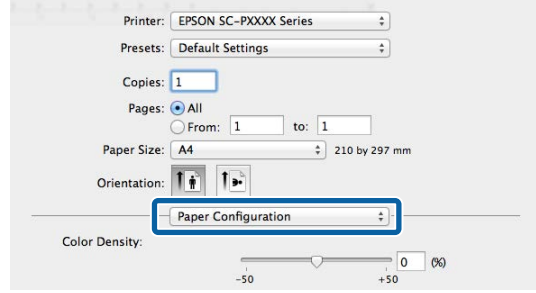 Printer: EPSON SC-PXXXX Series
Presets: Default Settings
Copies: 1
Pages: All
From: 1 to: 1
Paper Size: A4 210 by 297 mm
Orientation:
Paper Configuration
Color Density:
0 (%)
-50 +50